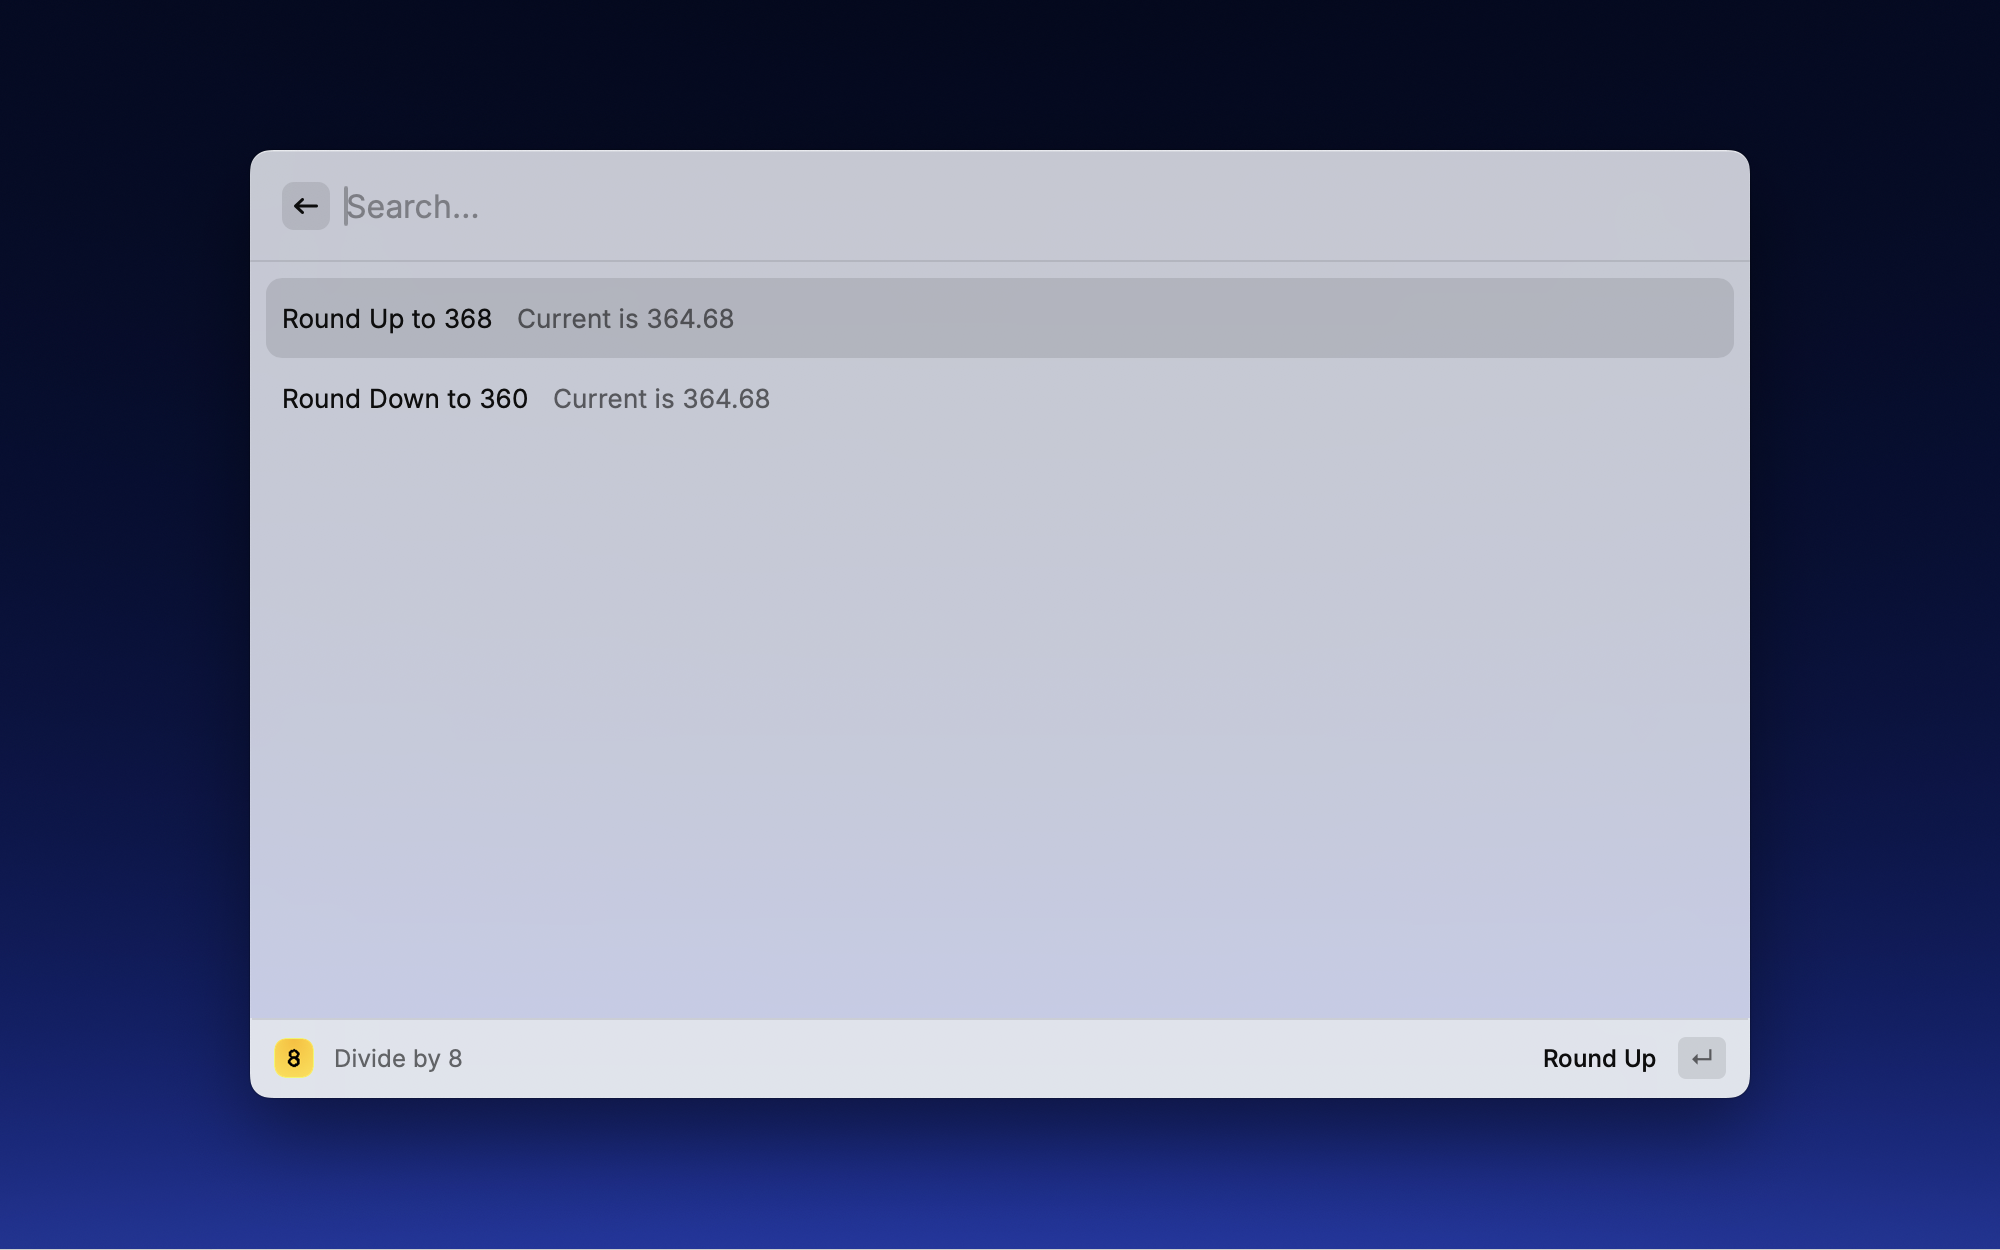 Search...
Round Up to 368 Current is 364.68
Round Down to 360 Current is 364.68
8 Divide by 8 Round Up